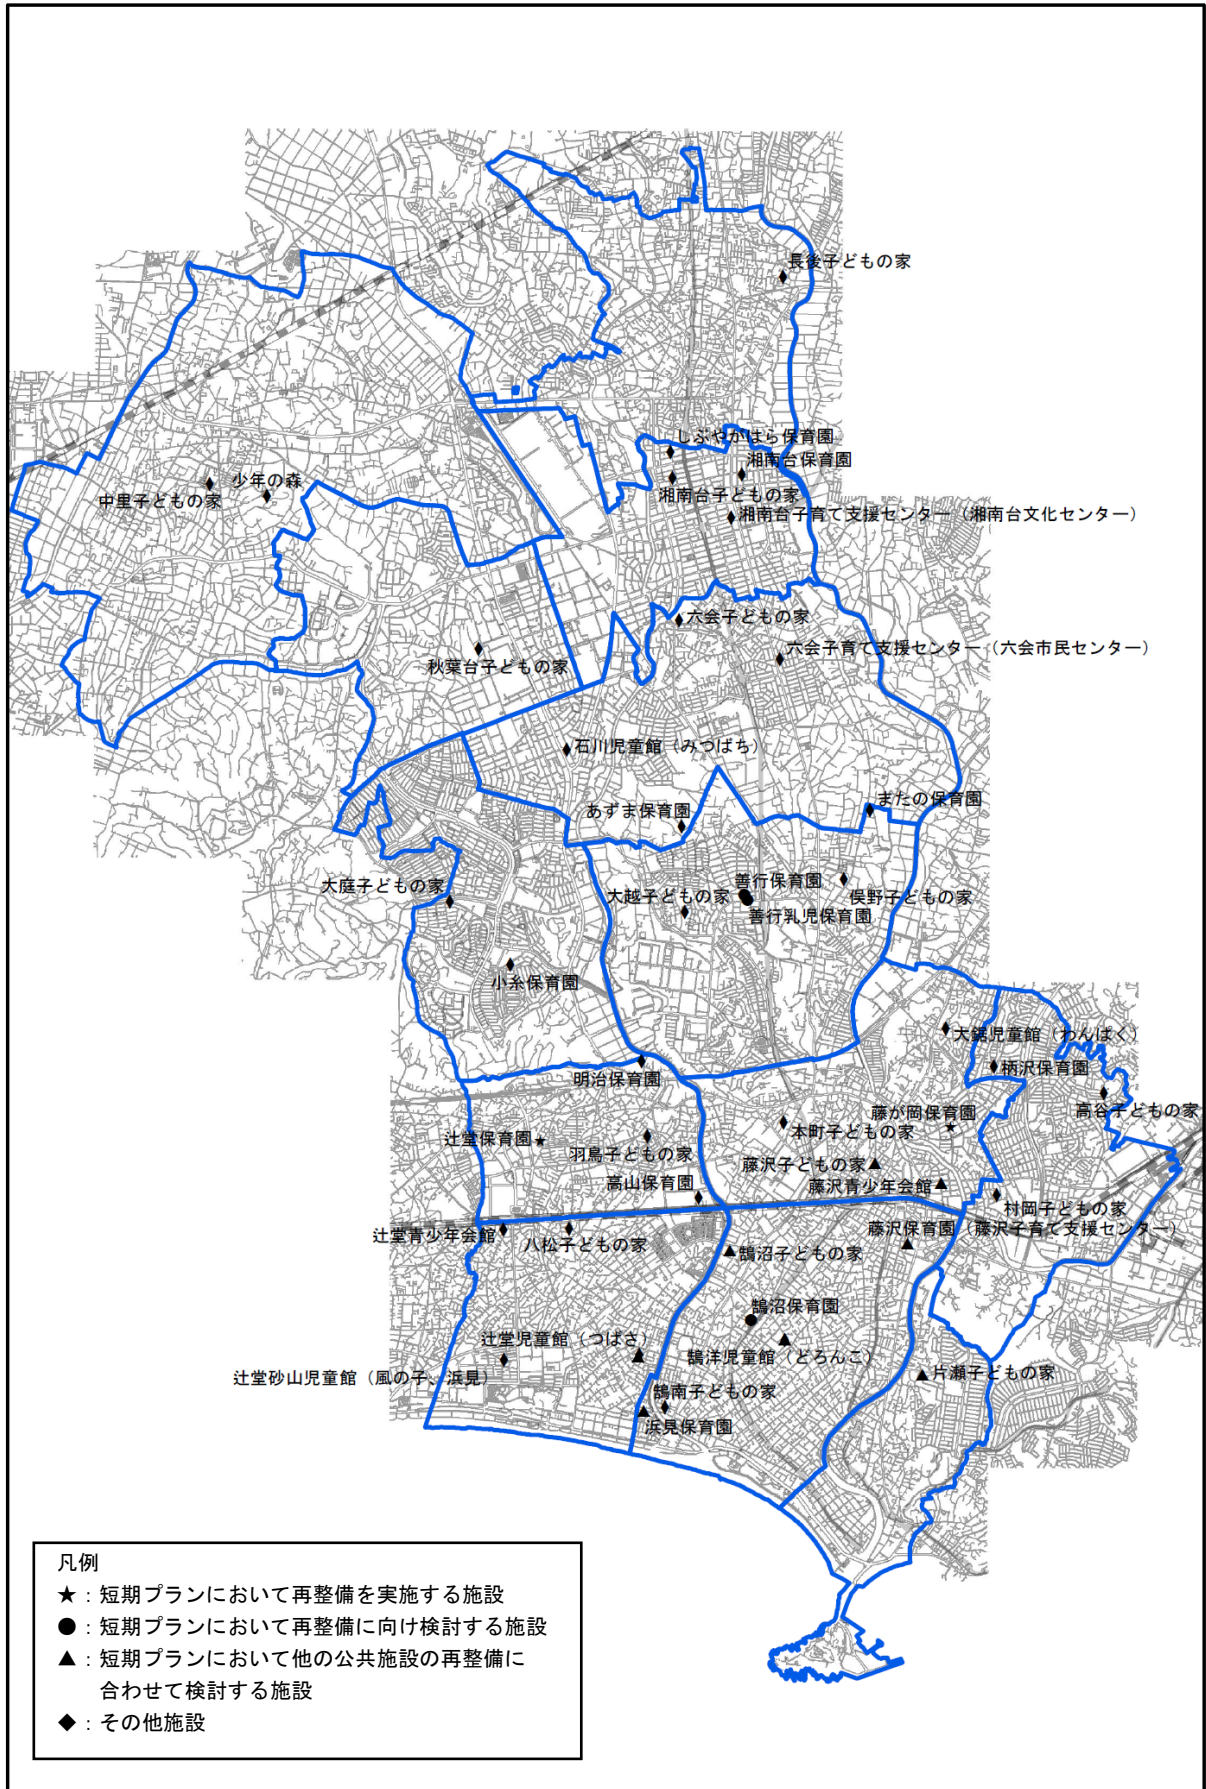 長後子どもの家
しぶやがはら保育園
湘南台保育園
少年の森
湘南台子どもの家
中里子どもの家
湘南台子育て支援センター（湘南台文化センター）
六会子どもの家
六会子育て支援センター（六会市民センター）
秋葉台子どもの家
石川児童館（みつばち）
またの保育園
あずま保育園
善行保育園
大庭子どもの家
大越子どもの家
俣野子どもの家
善行乳児保育園
小糸保育園
大鋸児童館（わんぱく）
柄沢保育園
明治保育園
高谷子どもの家
藤が岡保育園
本町子どもの家
辻堂保育園
羽鳥子どもの家
藤沢子どもの家
高山保育園
藤沢青少年会館
村岡子どもの家
藤沢保育園（藤沢子育て支援センター）
辻堂青少年会館
八松子どもの家
鵠沼子どもの家
鵠沼保育園
辻堂児童館（つばさ）
鵠洋児童館（どろんこ）
片瀬子どもの家
辻堂砂山児童館（風の子、浜見）
鵠南子どもの家
浜見保育園
凡例
★：短期プランにおいて再整備を実施する施設
●：短期プランにおいて再整備に向け検討する施設
▲：短期プランにおいて他の公共施設の再整備に
合わせて検討する施設
◆：その他施設